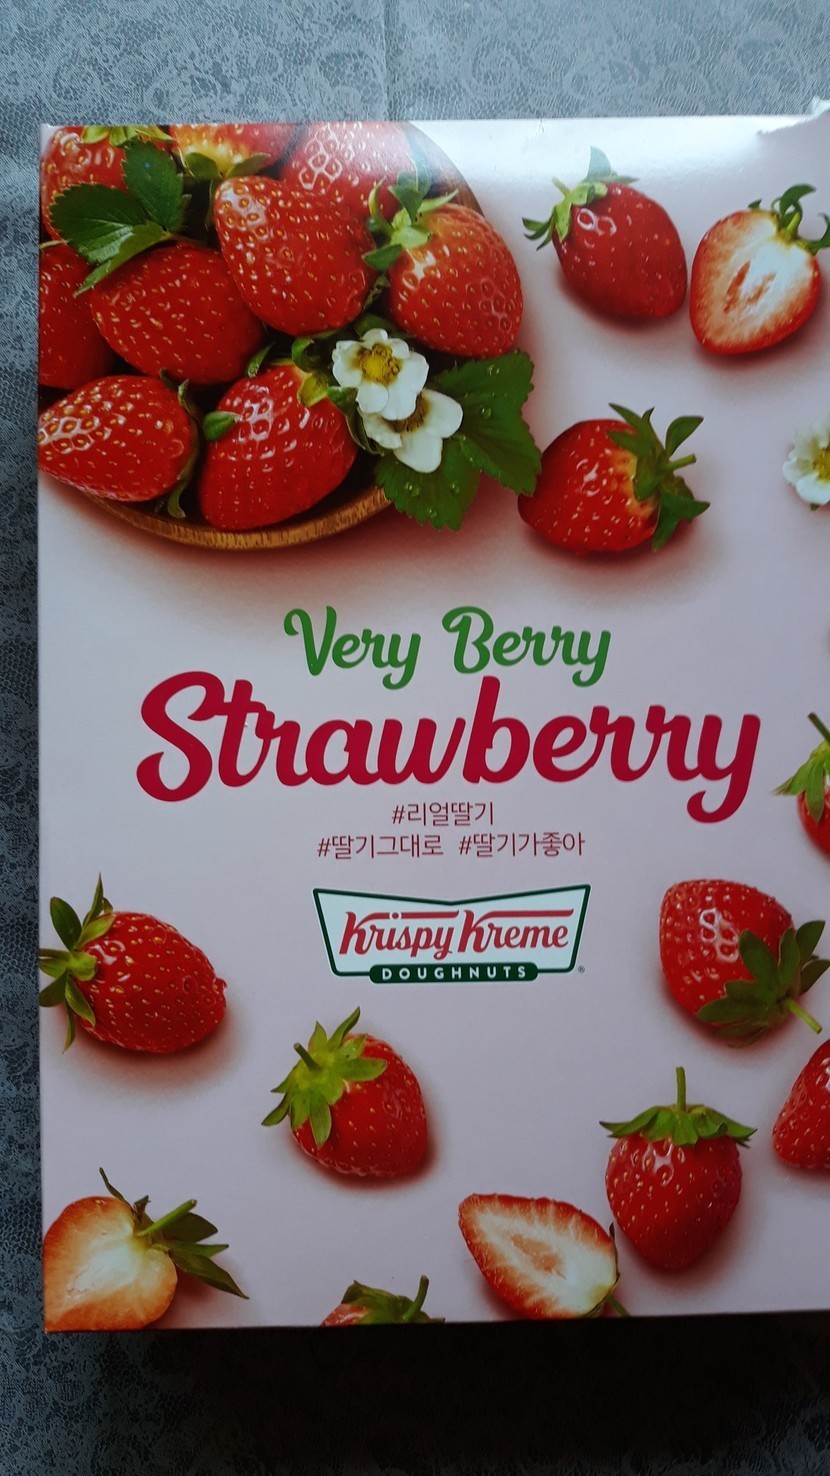 Very Berry
Strawberry
#리얼딸기
#딸기그대로 #딸기가좋아
Krispy Kreme
DOUGHNUTS
®